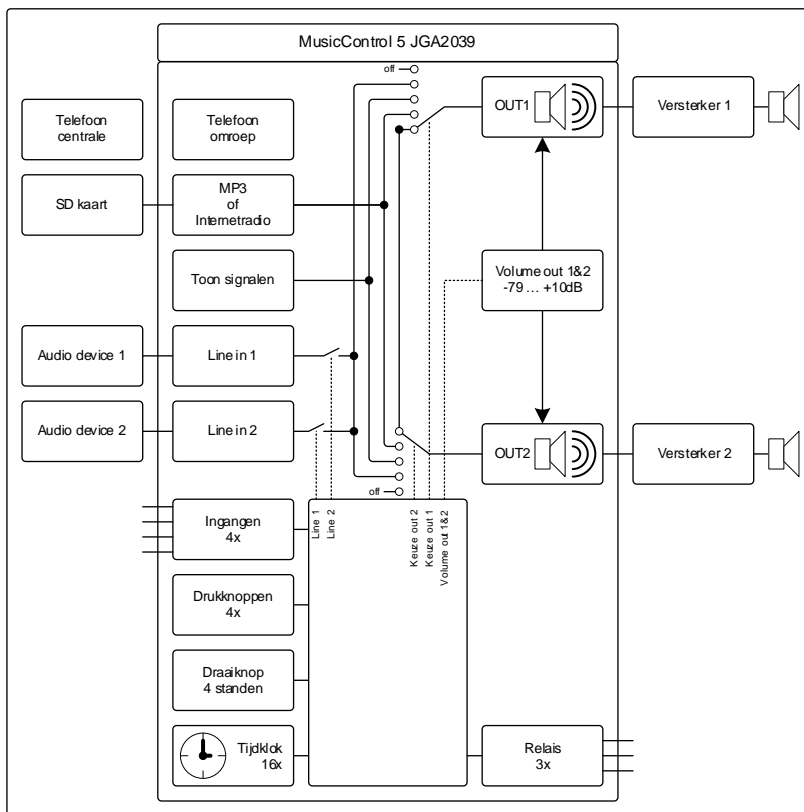 MusicControl 5 JGA2039
off
Telefoon
centrale
Telefoon
omroep
OUT1
Versterker 1
SD kaart
MP3
of
Internetradio
Toon signalen
Volume out 1&2
-79 … +10dB
Audio device 1
Line in 1
Audio device 2
Line in 2
OUT2
Versterker 2
off
Ingangen
4x
Line 1
Line 2
Keuze out 2
Keuze out 1
Volume out 1&2
Drukknoppen
4x
Draaiknop
4 standen
Tijdklok
16x
Relais
3x